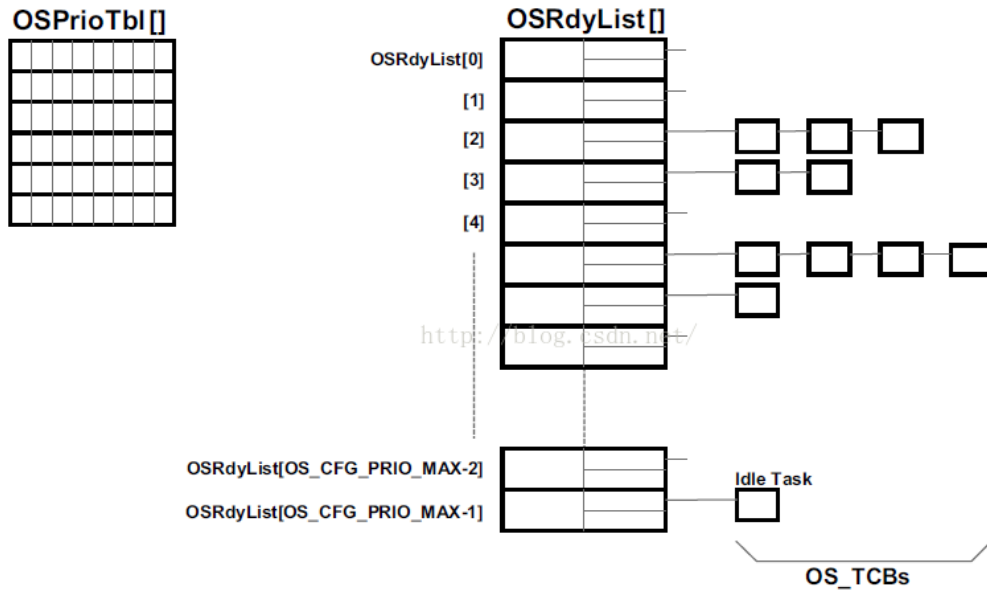 OSPrioTbl[]
OSRdyList[]
OSRdyList[0]
[1]
[2]
[3]
[4]
http://blog.csdn.net/
OSRdyList[OS_CFG_PRIO_MAX-2]
OSRdyList[OS_CFG_PRIO_MAX-1]
Idle Task
OS_TCBs